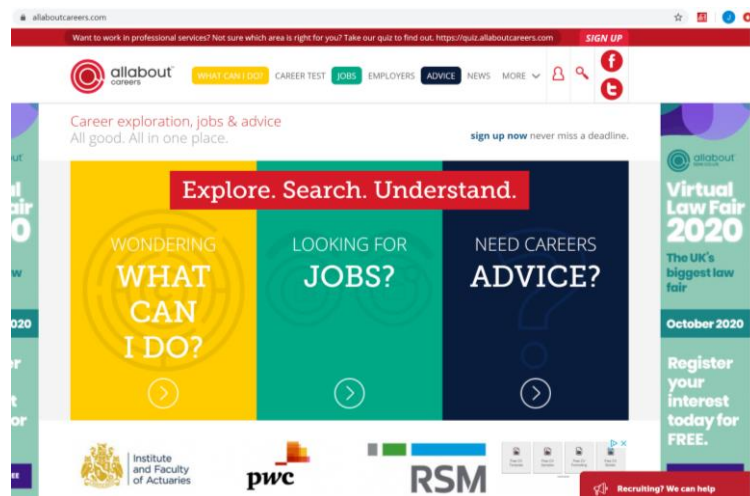 allaboutcareers.com
Want to work in professional services? Not sure which area is right for you? Take our quiz to find out. https://quiz.allaboutcareers.com
SIGN UP
allabout
careers
WHAT CAN I DO?
CAREER TEST
JOBS
EMPLOYERS
ADVICE
NEWS
MORE
Career exploration, jobs & advice
All good. All in one place.
sign up now never miss a deadline.
Explore. Search. Understand.
WONDERING
WHAT
CAN
I DO?
LOOKING FOR
JOBS?
NEED CAREERS
ADVICE?
allabout
Virtual
Law Fair
2020
The UK's
biggest law
fair
October 2020
Register
your
interest
today for
FREE.
Institute
and Faculty
of Actuaries
pwc
RSM
Recruiting? We can help